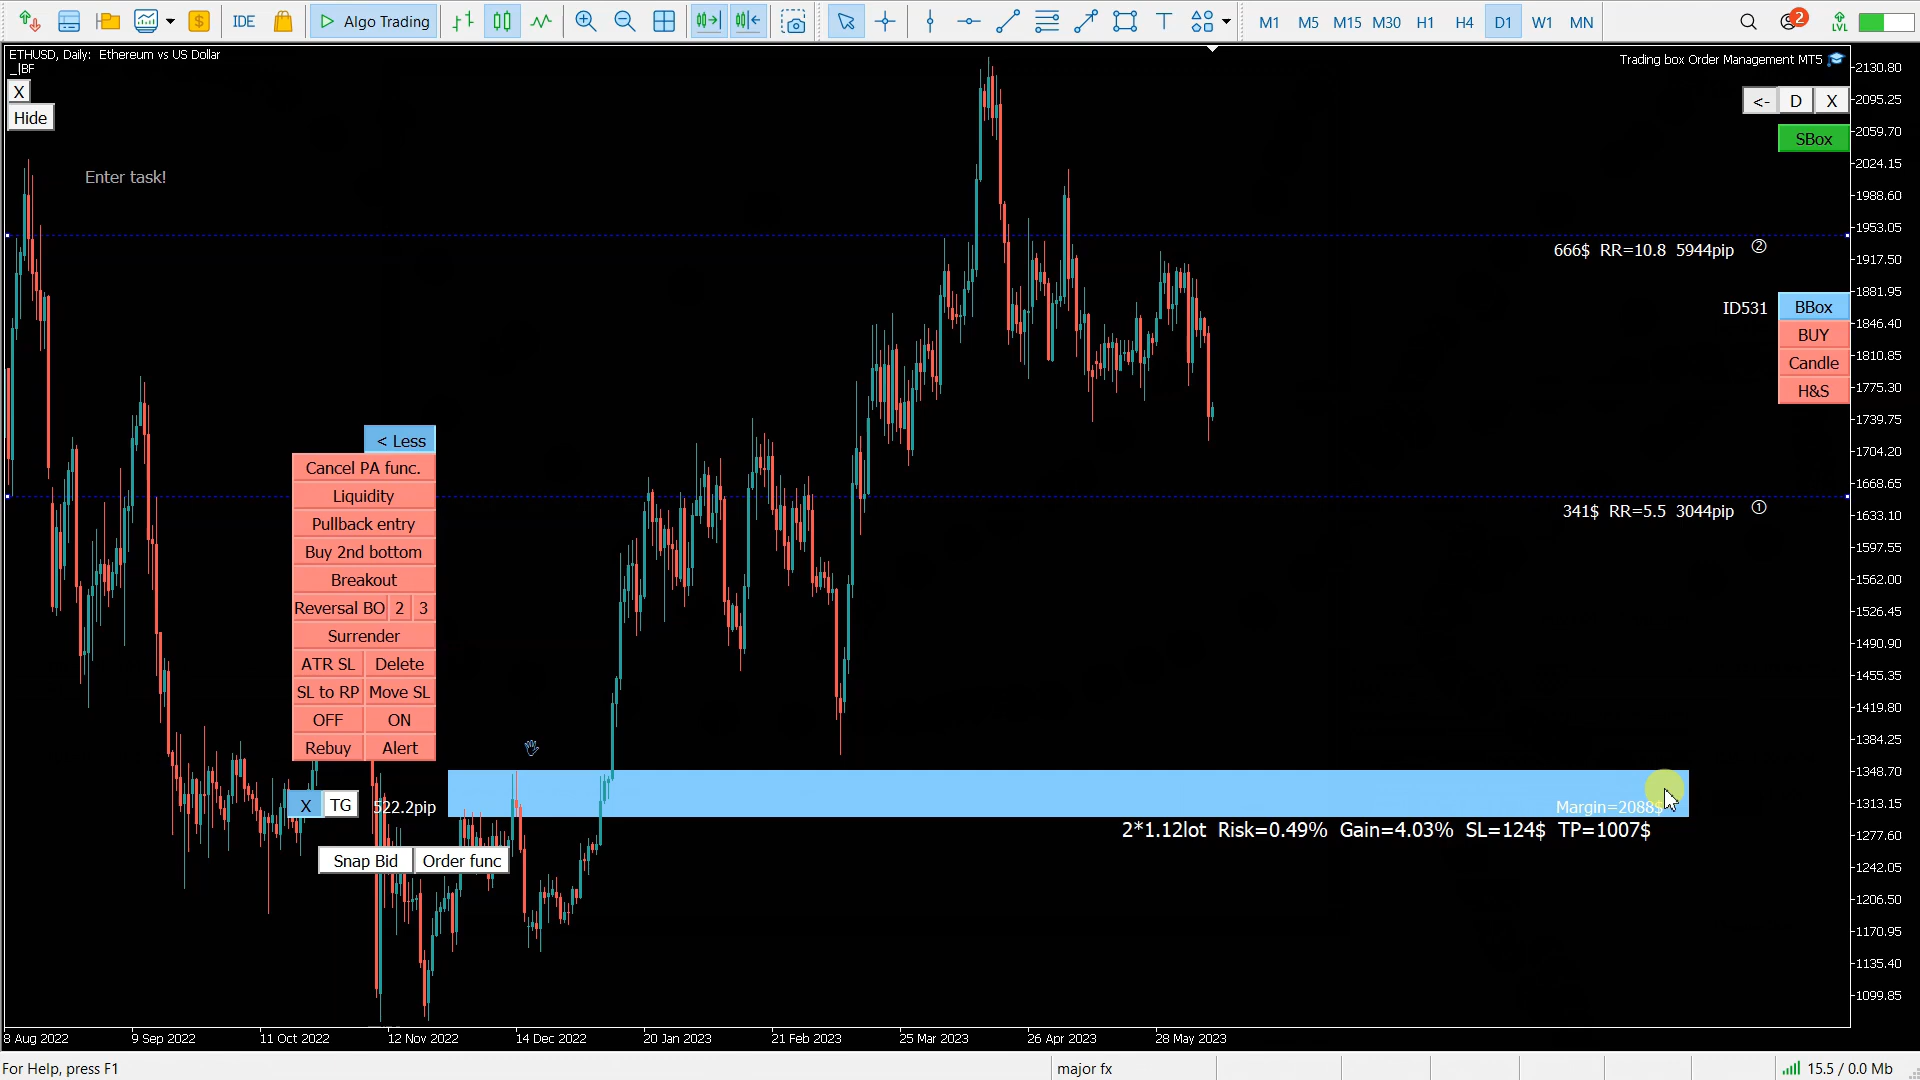 IDE
Algo Trading
M1 M5 M15 M30 H1 H4 D1 W1 MN
2
LVL
ETHUSD, Daily: Ethereum vs US Dollar
_|BF
X
Hide
Enter task!
Trading box Order Management MT5
<- D X
SBox
666$ RR=10.8 5944pip ②
ID531
BBox
BUY
Candle
H&S
341$ RR=5.5 3044pip ①
< Less
Cancel PA func.
Liquidity
Pullback entry
Buy 2nd bottom
Breakout
Reversal BO 2 3
Surrender
ATR SL Delete
SL to RP Move SL
OFF ON
Rebuy Alert
X TG 522.2pip
Margin=2088$
2*1.12lot Risk=0.49% Gain=4.03% SL=124$ TP=1007$
Snap Bid Order func
2130.80
2095.25
2059.70
2024.15
1988.60
1953.05
1917.50
1881.95
1846.40
1810.85
1775.30
1739.75
1704.20
1668.65
1633.10
1597.55
1562.00
1526.45
1490.90
1455.35
1419.80
1384.25
1348.70
1313.15
1277.60
1242.05
1206.50
1170.95
1135.40
1099.85
8 Aug 2022 9 Sep 2022 11 Oct 2022 12 Nov 2022 14 Dec 2022 20 Jan 2023 21 Feb 2023 25 Mar 2023 26 Apr 2023 28 May 2023
For Help, press F1
major fx
15.5 / 0.0 Mb